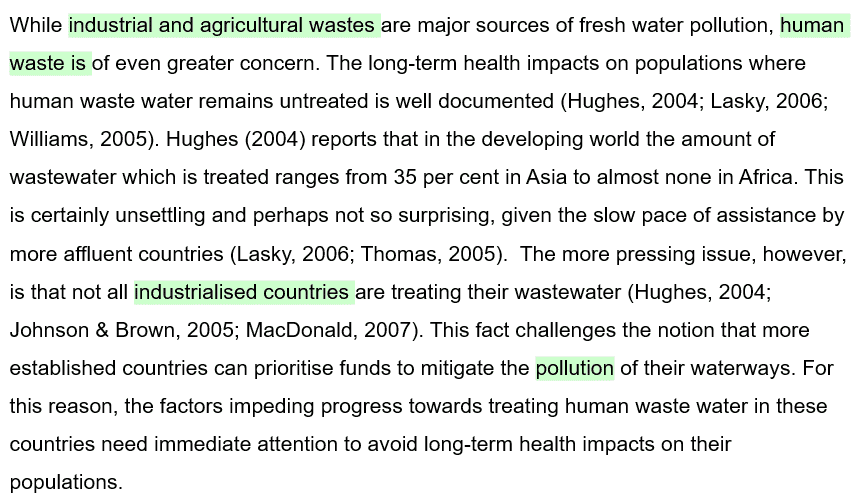 While industrial and agricultural wastes are major sources of fresh water pollution, human
waste is of even greater concern. The long-term health impacts on populations where
human waste water remains untreated is well documented (Hughes, 2004; Lasky, 2006;
Williams, 2005). Hughes (2004) reports that in the developing world the amount of
wastewater which is treated ranges from 35 per cent in Asia to almost none in Africa. This
is certainly unsettling and perhaps not so surprising, given the slow pace of assistance by
more affluent countries (Lasky, 2006; Thomas, 2005).  The more pressing issue, however,
is that not all industrialised countries are treating their wastewater (Hughes, 2004;
Johnson & Brown, 2005; MacDonald, 2007). This fact challenges the notion that more
established countries can prioritise funds to mitigate the pollution of their waterways. For
this reason, the factors impeding progress towards treating human waste water in these
countries need immediate attention to avoid long-term health impacts on their
populations.